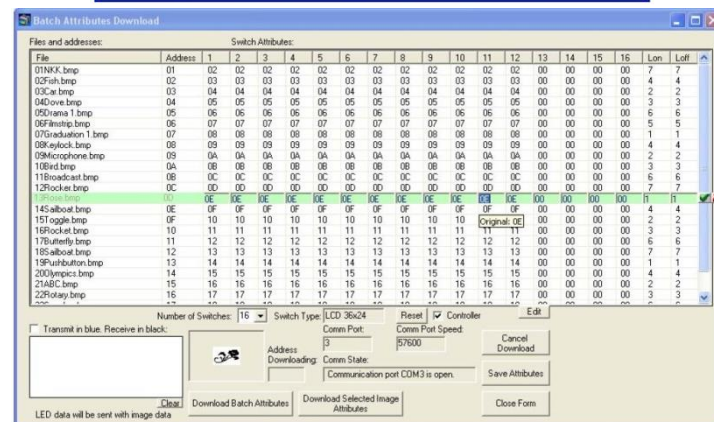 Batch Attributes Download
Files and addresses: Switch Attributes:
File Address 1 2 3 4 5 6 7 8 9 10 11 12 13 14 15 16 Lon Loff
01NKK.bmp 01 02 02 02 02 02 02 02 02 02 02 02 02 00 00 00 00 7 7
02Fish.bmp 02 03 03 03 03 03 03 03 03 03 03 03 03 00 00 00 00 4 4
03Car.bmp 03 04 04 04 04 04 04 04 04 04 04 04 04 00 00 00 00 2 2
04Dove.bmp 04 05 05 05 05 05 05 05 05 05 05 05 05 00 00 00 00 3 3
05Drama 1.bmp 05 06 06 06 06 06 06 06 06 06 06 06 06 00 00 00 00 6 6
06Filmstrip.bmp 06 07 07 07 07 07 07 07 07 07 07 07 07 00 00 00 00 5 5
07Graduation 1.bmp 07 08 08 08 08 08 08 08 08 08 08 08 08 00 00 00 00 1 1
08Keylock.bmp 08 09 09 09 09 09 09 09 09 09 09 09 09 00 00 00 00 4 4
09Microphone.bmp 09 0A 0A 0A 0A 0A 0A 0A 0A 0A 0A 0A 0A 00 00 00 00 2 2
10Bird.bmp 0A 0B 0B 0B 0B 0B 0B 0B 0B 0B 0B 0B 0B 00 00 00 00 3 3
11Broadcast.bmp 0B 0C 0C 0C 0C 0C 0C 0C 0C 0C 0C 0C 0C 00 00 00 00 6 6
12Rocker.bmp 0C 0D 0D 0D 0D 0D 0D 0D 0D 0D 0D 0D 0D 00 00 00 00 7 7
13Rose.bmp 0D 0E 0E 0E 0E 0E 0E 0E 0E 0E 0E 0E 0E 00 00 00 00 1 1
14Sailboat.bmp 0E 0F 0F 0F 0F 0F 0F 0F 0F 0F 0F 0F 0F 00 00 00 00 4 4
15Toggle.bmp 0F 10 10 10 10 10 10 10 10 10 10 Original: 0E 00 00 00 00 2 2
16Rocket.bmp 10 11 11 11 11 11 11 11 11 11 11 11 11 00 00 00 00 3 3
17Butterfly.bmp 11 12 12 12 12 12 12 12 12 12 12 12 12 00 00 00 00 6 6
18Sailboat.bmp 12 13 13 13 13 13 13 13 13 13 13 13 13 00 00 00 00 7 7
19Pushbutton.bmp 13 14 14 14 14 14 14 14 14 14 14 14 14 00 00 00 00 1 1
20Olympics.bmp 14 15 15 15 15 15 15 15 15 15 15 15 15 00 00 00 00 4 4
21ABC.bmp 15 16 16 16 16 16 16 16 16 16 16 16 16 00 00 00 00 2 2
22Rotary.bmp 16 17 17 17 17 17 17 17 17 17 17 17 17 00 00 00 00 3 3
Number of Switches: 16 Switch Type: LCD 36x24 Reset Controller Edit
Transmit in blue, Receive in black:
Comm Port: Comm Port Speed:
3 57600
Cancel Download
Address Downloading: Comm State:
Communication port COM3 is open.
Save Attributes
Clear
Download Batch Attributes
Download Selected Image Attributes
Close Form
LED data will be sent with image data